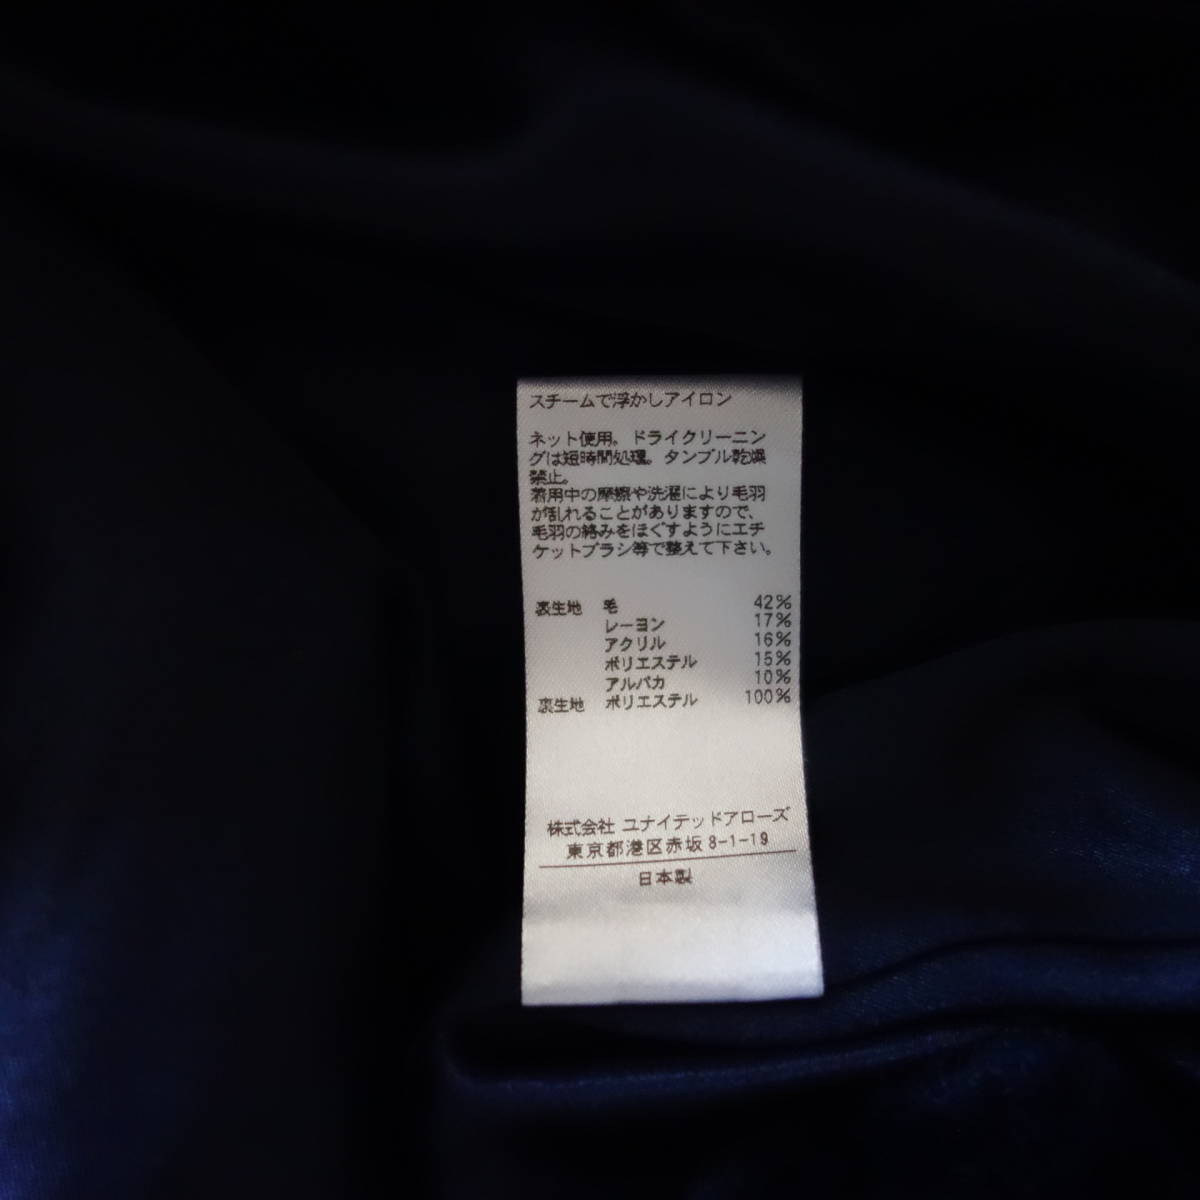 スチームで浮かしアイロン
ネット使用。ドライクリーニン
グは短時間処理。タンブル乾燥
禁止。
着用中の摩擦や洗濯により毛羽
が乱れることがありますので、
毛羽の絡みをほぐすようにエチ
ケットブラシ等で整えて下さい。
表生地 毛 42%
レーヨン 17%
アクリル 16%
ポリエステル 15%
アルパカ 10%
裏生地 ポリエステル 100%
株式会社 ユナイテッドアローズ
東京都港区赤坂 8-1-19
日本製